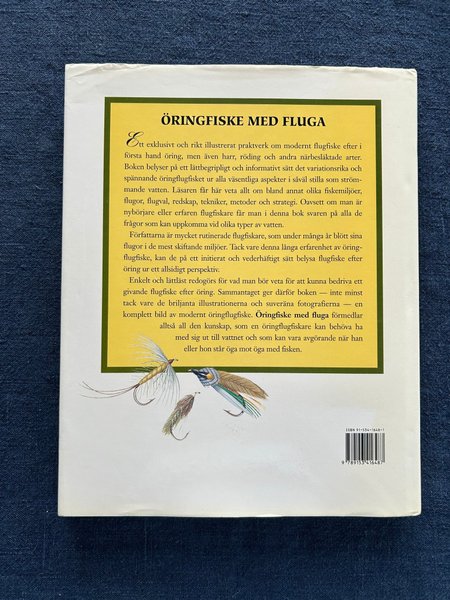 ÖRINGFISKE MED FLUGA
Ett exklusivt och rikt illustrerat praktverk om modernt flugfiske efter i
första hand öring, men även harr, röding och andra närbesläktade arter.
Boken belyser på ett lättbegripligt och informativt sätt det variationsrika och
spännande öringflugfisket ur alla väsentliga aspekter i såväl stilla som ström-
mande vatten. Läsaren får här veta allt om bland annat olika fiskemiljöer,
flugor, flugval, redskap, tekniker, metoder och strategi. Oavsett om man är
nybörjare eller erfaren flugfiskare får man i denna bok svaren på alla de
frågor som kan uppkomma vid olika typer av vatten.
Författarna är mycket rutinerade flugfiskare, som under många år blött sina
flugor i de mest skiftande miljöer. Tack vare denna långa erfarenhet av öring-
flugfiske, kan de på ett initierat och vederhäftigt sätt belysa flugfiske efter
öring ur ett allsidigt perspektiv.
Enkelt och lättläst redogörs för vad man bör veta för att kunna bedriva ett
givande flugfiske efter öring. Sammantaget ger därför boken — inte minst
tack vare de briljanta illustrationerna och suveräna fotografierna — en
komplett bild av modernt öringflugfiske. Öringfiske med fluga förmedlar
alltså all den kunskap, som en öringflugfiskare kan behöva ha
med sig ut till vattnet och som kan vara avgörande när han
eller hon står öga mot öga med fisken.
ISBN 91-534-1648-1
9 789153 416487